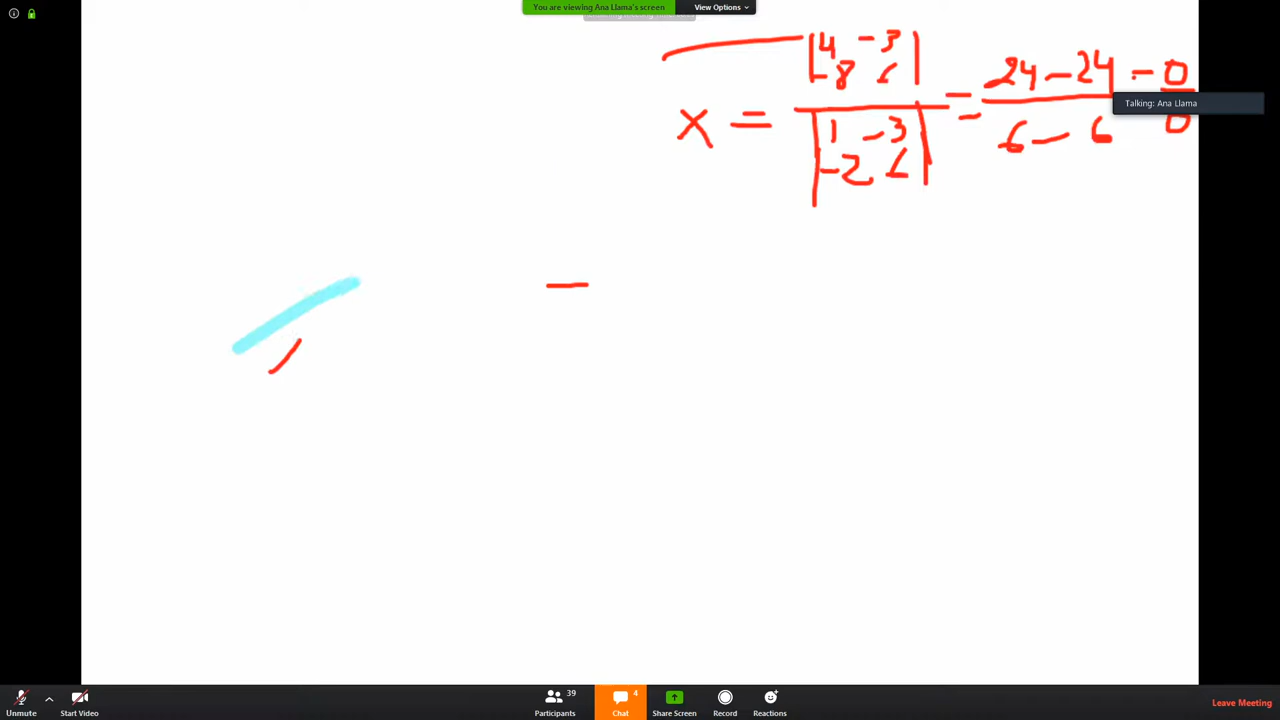 You are viewing Ana Llama's screen
View Options
|4 -3|
|-8 6|
x = = 24-24 = 0
Talking: Ana Llama
|1 -3| 6-6 0
|-2 6|
Unmute
Start Video
Participants
39
Chat
4
Share Screen
Record
Reactions
Leave Meeting